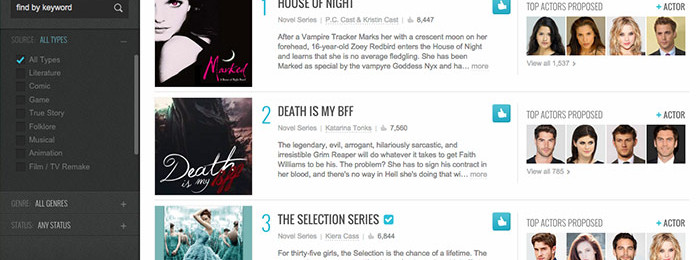 find by keyword
SOURCE: ALL TYPES
All Types
Literature
Comic
Game
True Story
Folklore
Musical
Animation
Film / TV Remake
GENRE: ALL GENRES +
STATUS: ANY STATUS +
1 HOUSE OF NIGHT
Novel Series | P.C. Cast & Kristin Cast | 8,447
After a Vampire Tracker Marks her with a crescent moon on her
forehead, 16-year-old Zoey Redbird enters the House of Night
and learns that she is no average fledgling. She has been
Marked as special by the vampyre Goddess Nyx and ha... more
Marked
TOP ACTORS PROPOSED + ACTOR
View all 1,537 >
2 DEATH IS MY BFF
Novel Series | Katarina Tonks | 7,560
The legendary, evil, arrogant, hilariously sarcastic, and
irresistible Grim Reaper will do whatever it takes to get Faith
Williams to be his. The problem? She has to sign his contract in
her blood, and there's no way in Hell she's doing that wi... more
Death
is my BFF
TOP ACTORS PROPOSED + ACTOR
View all 785 >
3 THE SELECTION SERIES
Novel Series | Kiera Cass | 6,844
For thirty-five girls, the Selection is the chance of a lifetime. The
TOP ACTORS PROPOSED + ACTOR